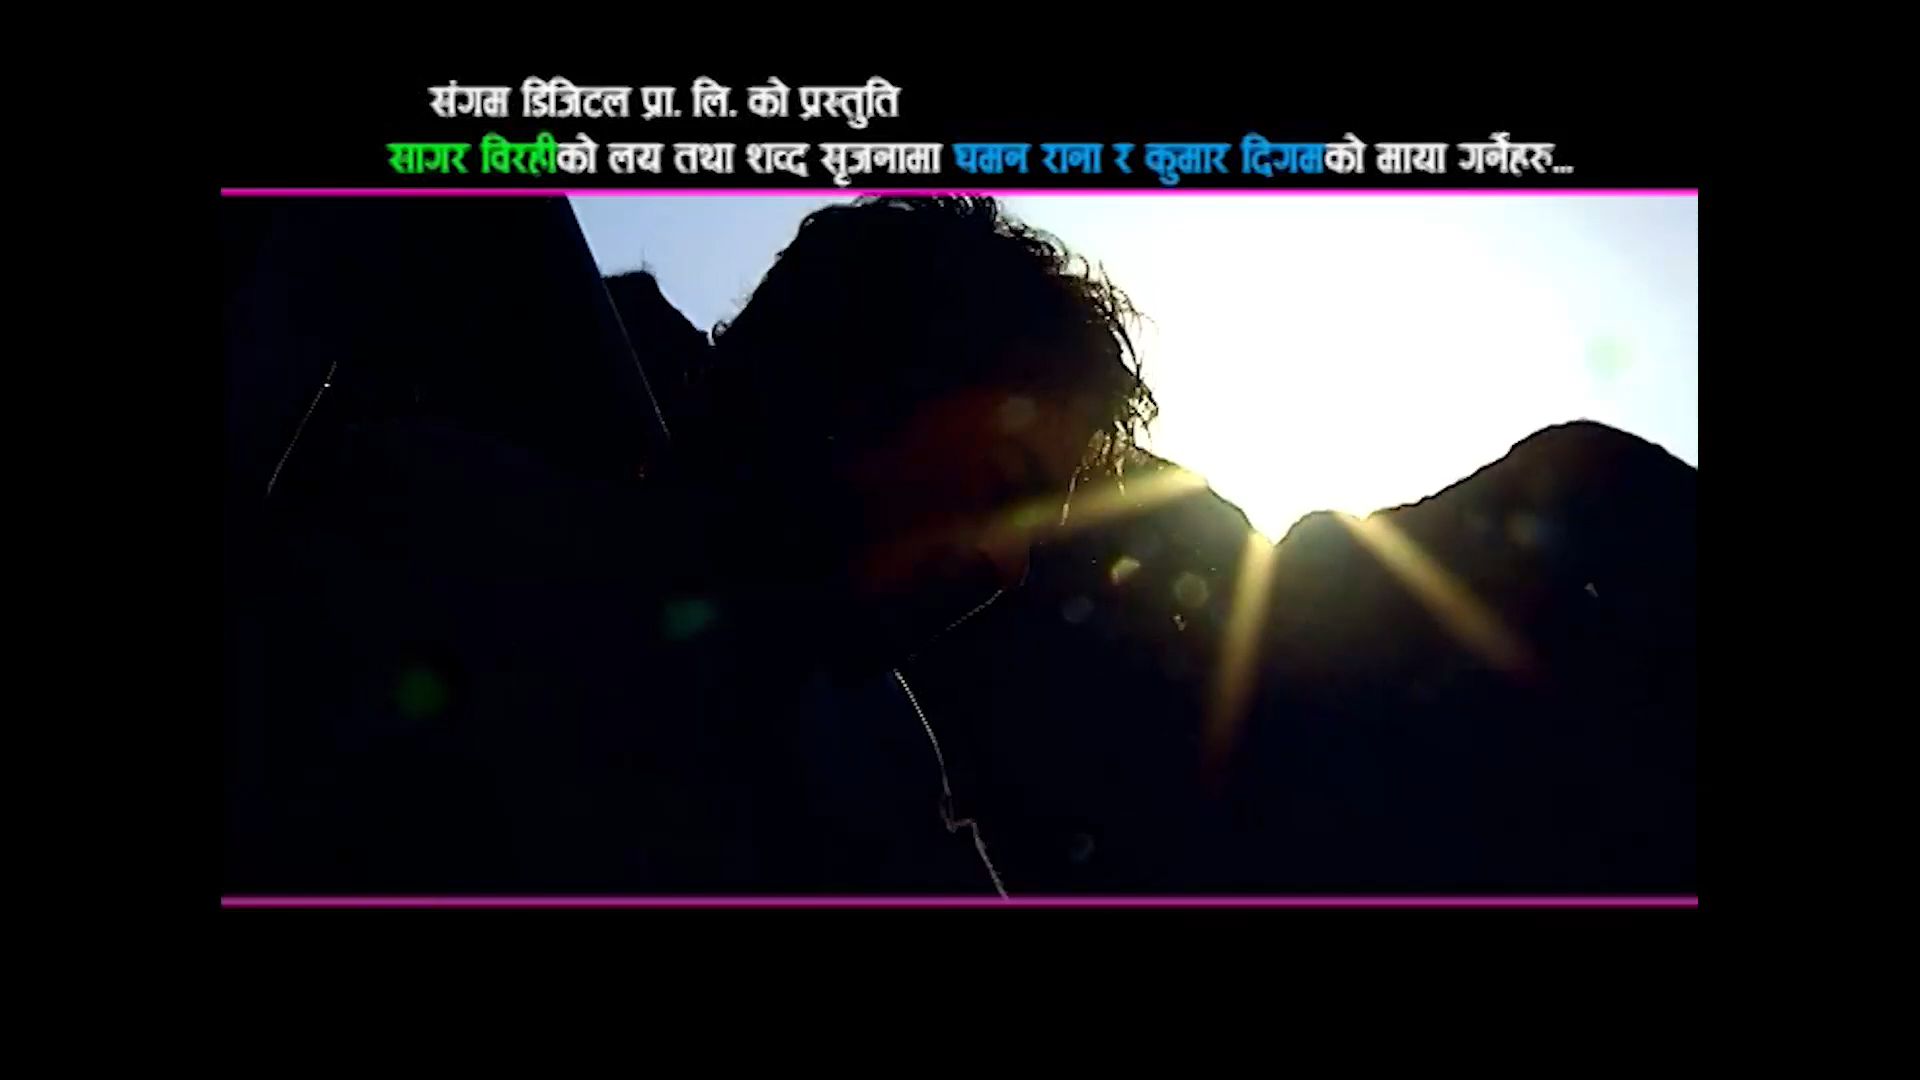 संगम डिजिटल प्रा. लि. को प्रस्तुति
सागर विरहीको लय तथा शव्द सृजनामा घमन राना र कुमार दिगमको माया गर्नेहरु...